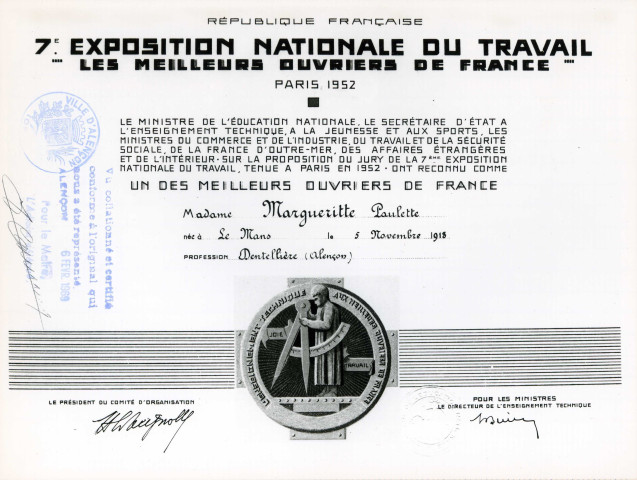 RÉPUBLIQUE FRANÇAISE
7e EXPOSITION NATIONALE DU TRAVAIL
"" LES MEILLEURS OUVRIERS DE FRANCE ""
PARIS 1952
LE MINISTRE DE L'ÉDUCATION NATIONALE, LE SECRÉTAIRE D'ÉTAT A
L'ENSEIGNEMENT TECHNIQUE, A LA JEUNESSE ET AUX SPORTS, LES
MINISTRES DU COMMERCE ET DE L'INDUSTRIE, DU TRAVAIL ET DE LA SÉCURITÉ
SOCIALE, DE LA FRANCE D'OUTRE-MER, DES AFFAIRES ÉTRANGÈRES
ET DE L'INTÉRIEUR - SUR LA PROPOSITION DU JURY DE LA 7ème EXPOSITION
NATIONALE DU TRAVAIL, TENUE A PARIS EN 1952 - ONT RECONNU COMME
UN DES MEILLEURS OUVRIERS DE FRANCE
Madame Margueritte Paulette
née à Le Mans le 5 Novembre 1918
PROFESSION Dentellière (Alençon)
VILLE D'ALENÇON
Vu collationné et certifié
conforme à l'original qui
nous a été représenté.
ALENÇON 6 FEVR. 1989
Pour le Maire,
JOIE
TRAVAIL
LE PRÉSIDENT DU COMITÉ D'ORGANISATION
POUR LES MINISTRES
LE DIRECTEUR DE L'ENSEIGNEMENT TECHNIQUE